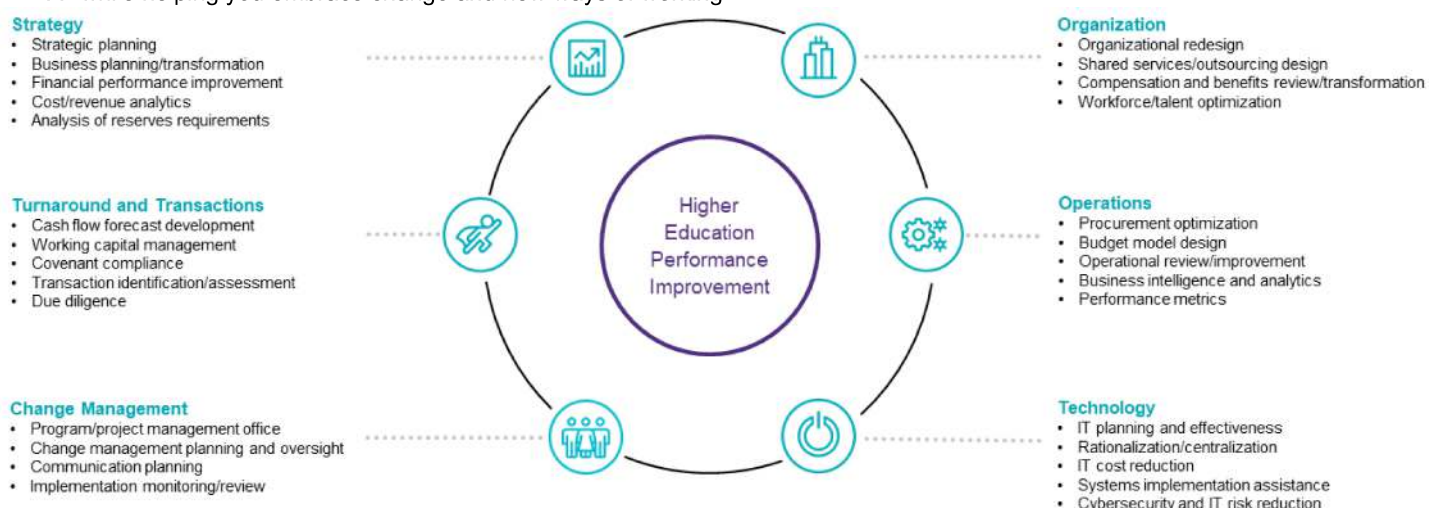 Strategy
• Strategic planning
• Business planning/transformation
• Financial performance improvement
• Cost/revenue analytics
• Analysis of reserves requirements
Turnaround and Transactions
• Cash flow forecast development
• Working capital management
• Covenant compliance
• Transaction identification/assessment
• Due diligence
Change Management
• Program/project management office
• Change management planning and oversight
• Communication planning
• Implementation monitoring/review
Higher
Education
Performance
Improvement
Organization
• Organizational redesign
• Shared services/outsourcing design
• Compensation and benefits review/transformation
• Workforce/talent optimization
Operations
• Procurement optimization
• Budget model design
• Operational review/improvement
• Business intelligence and analytics
• Performance metrics
Technology
• IT planning and effectiveness
• Rationalization/centralization
• IT cost reduction
• Systems implementation assistance
• Cybersecurity and IT risk reduction